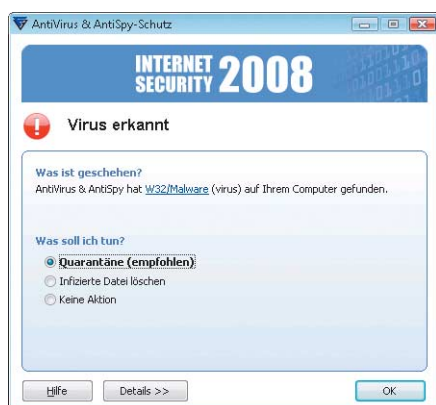 AntiVirus & AntiSpy-Schutz
INTERNET
SECURITY 2008
Virus erkannt
Was ist geschehen?
AntiVirus & AntiSpy hat W32/Malware (virus) auf Ihrem Computer gefunden.
Was soll ich tun?
Quarantäne (empfohlen)
Infizierte Datei löschen
Keine Aktion
Hilfe
Details >>
OK